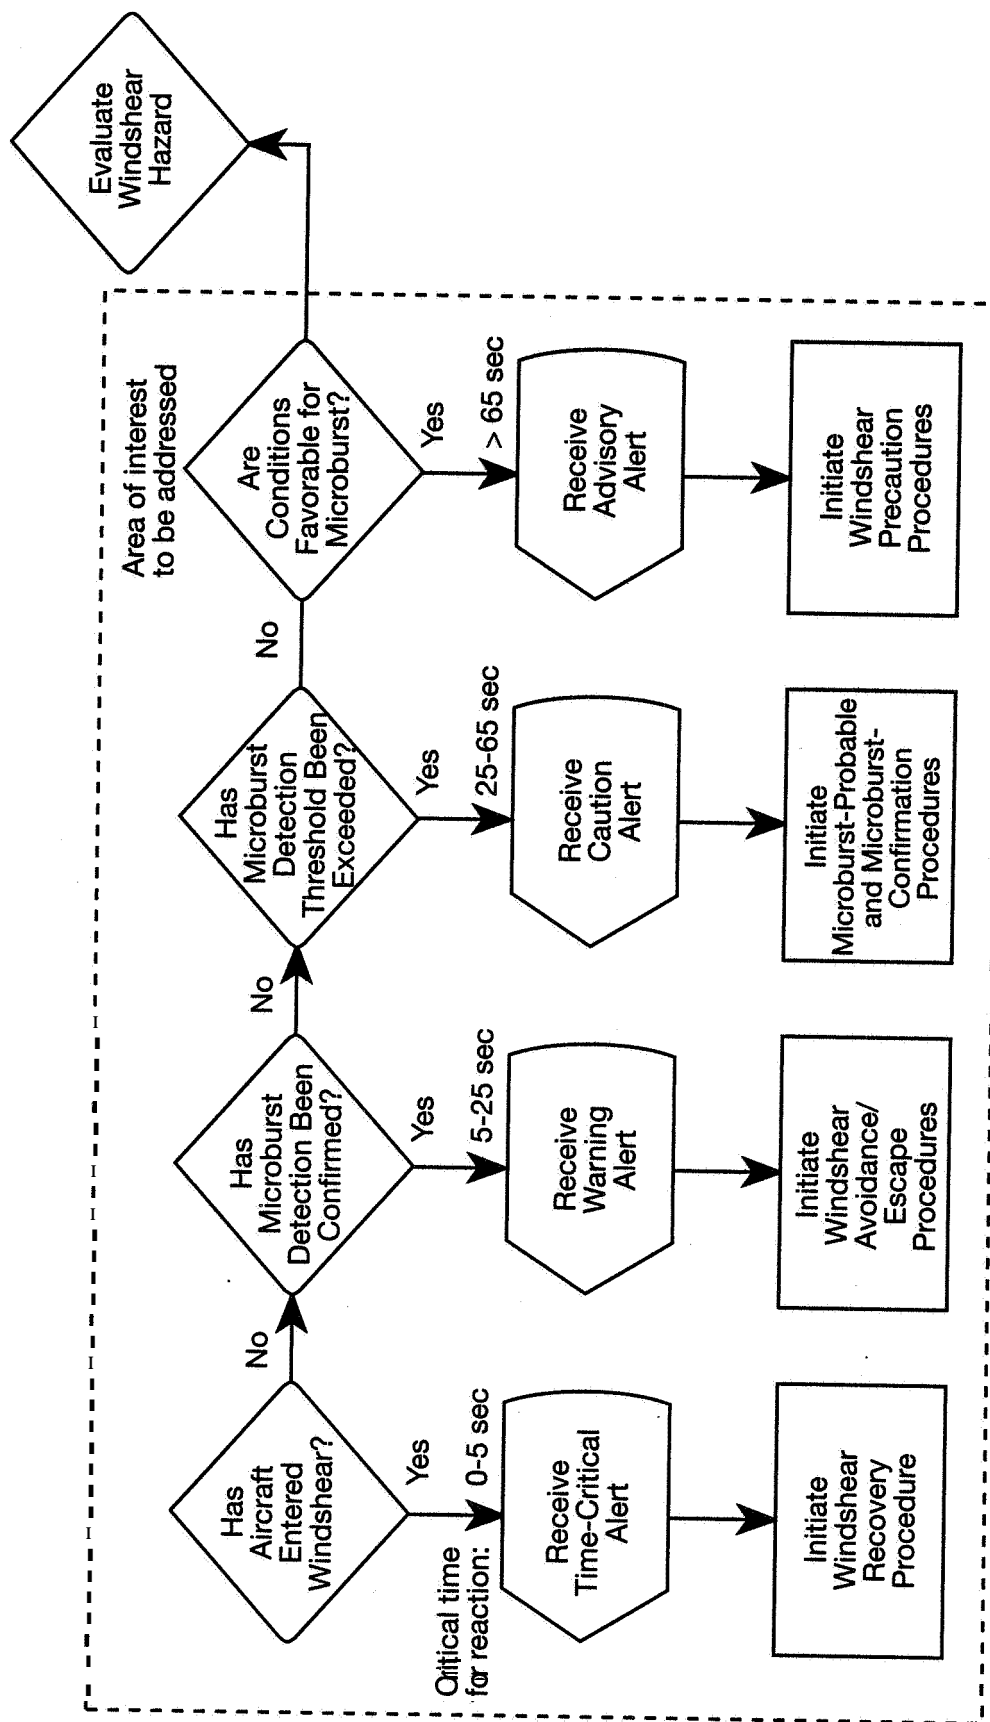 Area of interest
to be addressed
Has
Aircraft
Entered
Windshear?
No
Has
Microburst
Detection Been
Confirmed?
No
Has
Microburst
Detection
Threshold Been
Exceeded?
No
Are
Conditions
Favorable for
Microburst?
Evaluate
Windshear
Hazard
Yes
Yes
Yes
Yes
Critical time
for reaction:
0-5 sec
5-25 sec
25-65 sec
> 65 sec
Receive
Time-Critical
Alert
Receive
Warning
Alert
Receive
Caution
Alert
Receive
Advisory
Alert
Initiate
Windshear
Recovery
Procedure
Initiate
Windshear
Avoidance/
Escape
Procedures
Initiate
Microburst-Probable
and Microburst-
Confirmation
Procedures
Initiate
Windshear
Precaution
Procedures